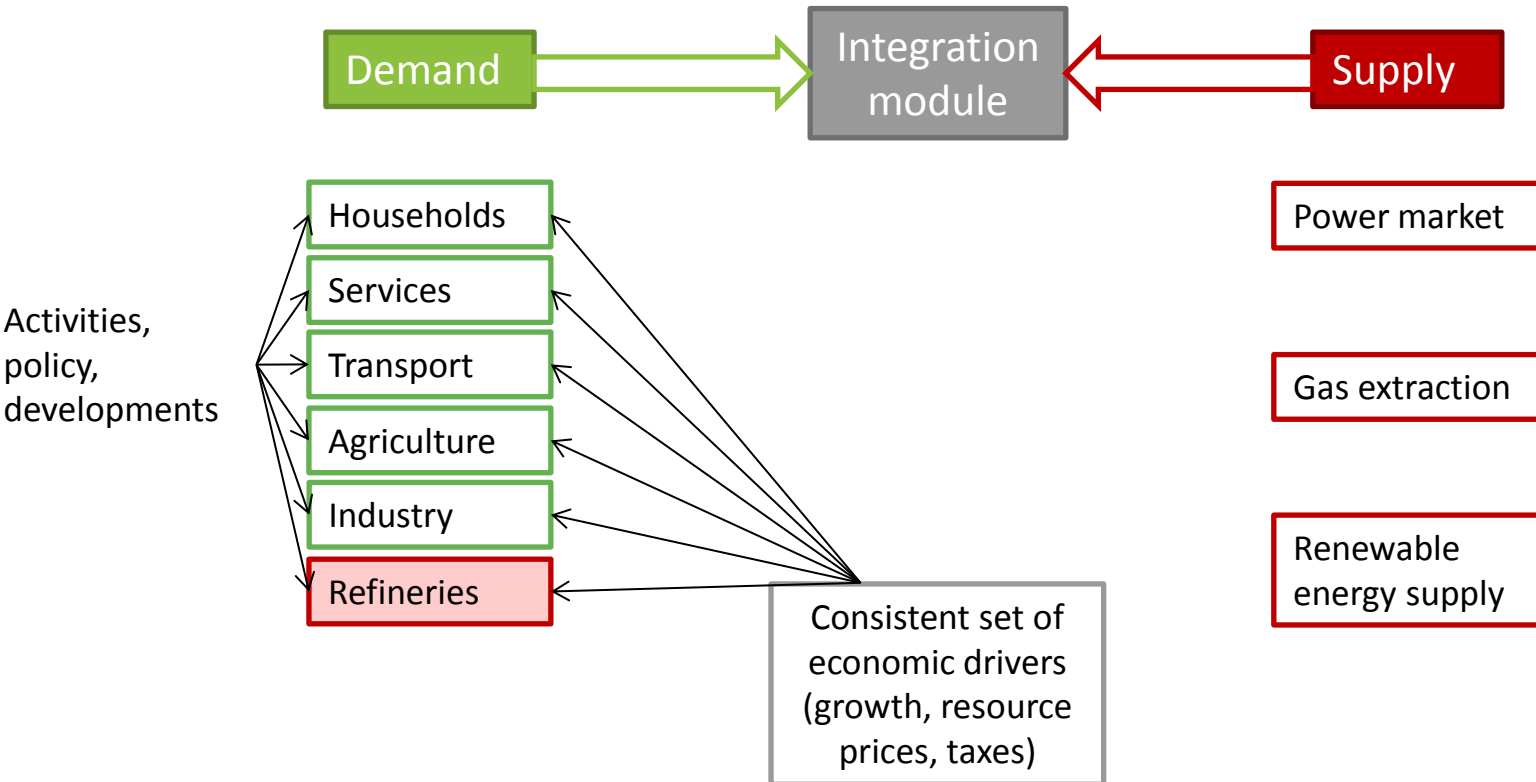 Demand
Integration
module
Supply
Households
Services
Transport
Agriculture
Industry
Refineries
Activities,
policy,
developments
Consistent set of
economic drivers
(growth, resource
prices, taxes)
Power market
Gas extraction
Renewable
energy supply